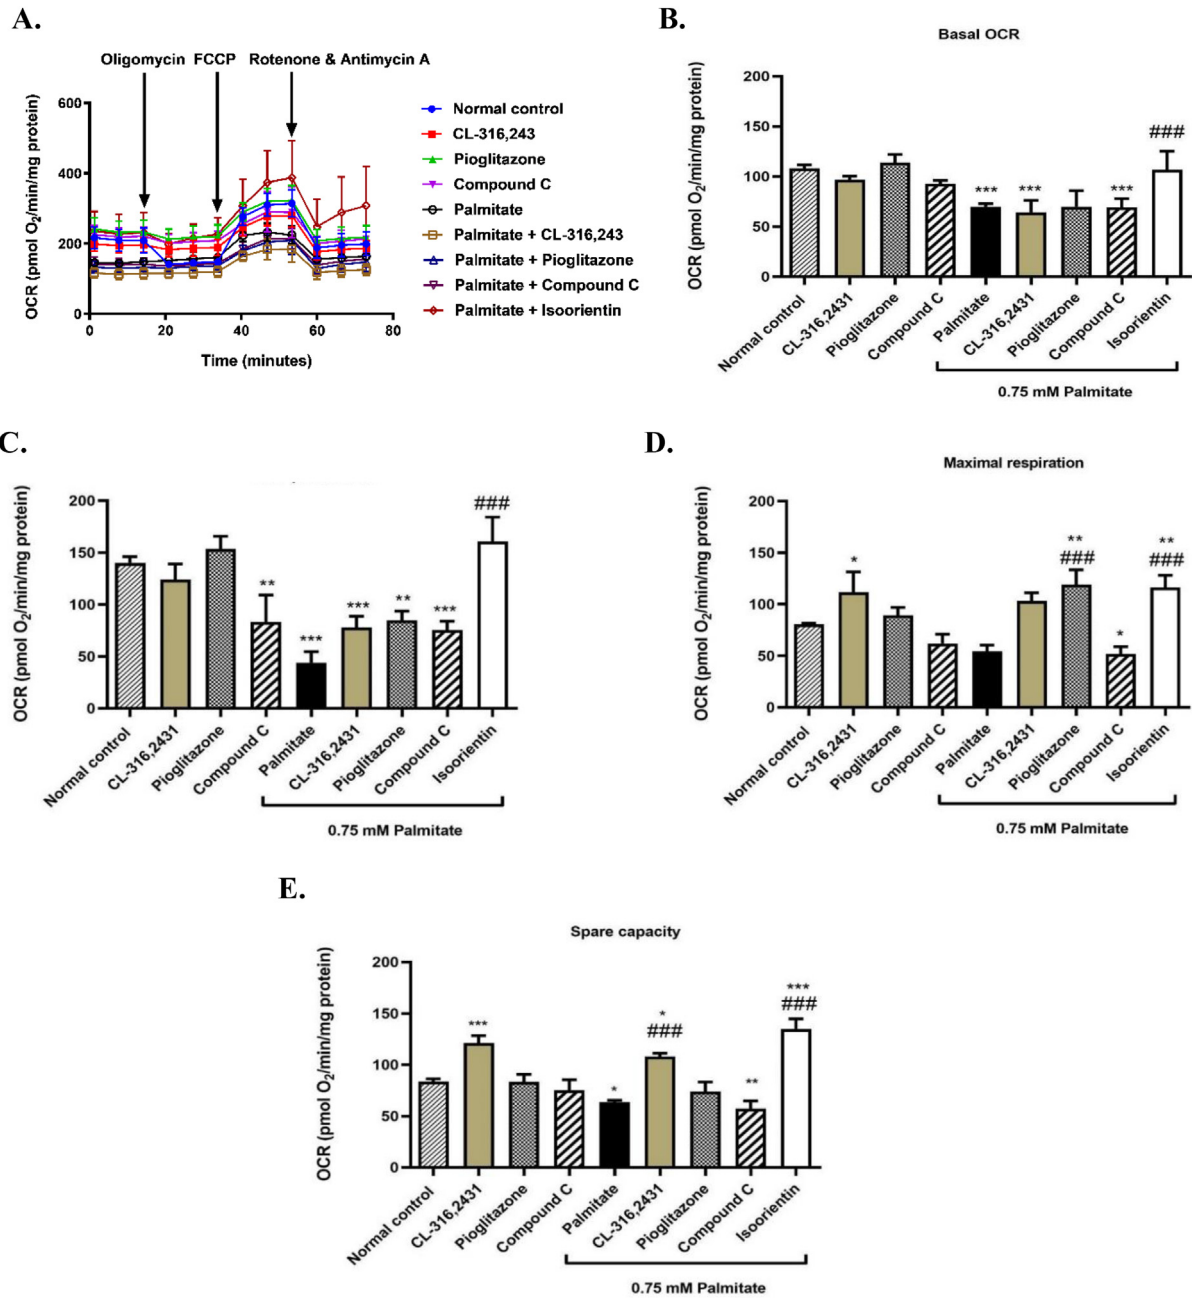 A.
Oligomycin FCCP Rotenone & Antimycin A
OCR (pmol O2/min/mg protein)
600
400
200
0
0 20 40 60 80
Time (minutes)
Normal control
CL-316,243
Pioglitazone
Compound C
Palmitate
Palmitate + CL-316,243
Palmitate + Pioglitazone
Palmitate + Compound C
Palmitate + Isoorientin
B.
Basal OCR
OCR (pmol O2/min/mg protein)
200
150
100
50
0
*** *** *** ###
Normal control
CL-316,2431
Pioglitazone
Compound C
Palmitate
CL-316,2431
Pioglitazone
Compound C
Isoorientin
0.75 mM Palmitate
C.
OCR (pmol O2/min/mg protein)
200
150
100
50
0
** *** *** ** *** ###
Normal control
CL-316,2431
Pioglitazone
Compound C
Palmitate
CL-316,2431
Pioglitazone
Compound C
Isoorientin
0.75 mM Palmitate
D.
Maximal respiration
OCR (pmol O2/min/mg protein)
200
150
100
50
0
*
**
###
*
**
###
Normal control
CL-316,2431
Pioglitazone
Compound C
Palmitate
CL-316,2431
Pioglitazone
Compound C
Isoorientin
0.75 mM Palmitate
E.
Spare capacity
OCR (pmol O2/min/mg protein)
200
150
100
50
0
***
*
*
###
**
***
###
Normal control
CL-316,2431
Pioglitazone
Compound C
Palmitate
CL-316,2431
Pioglitazone
Compound C
Isoorientin
0.75 mM Palmitate